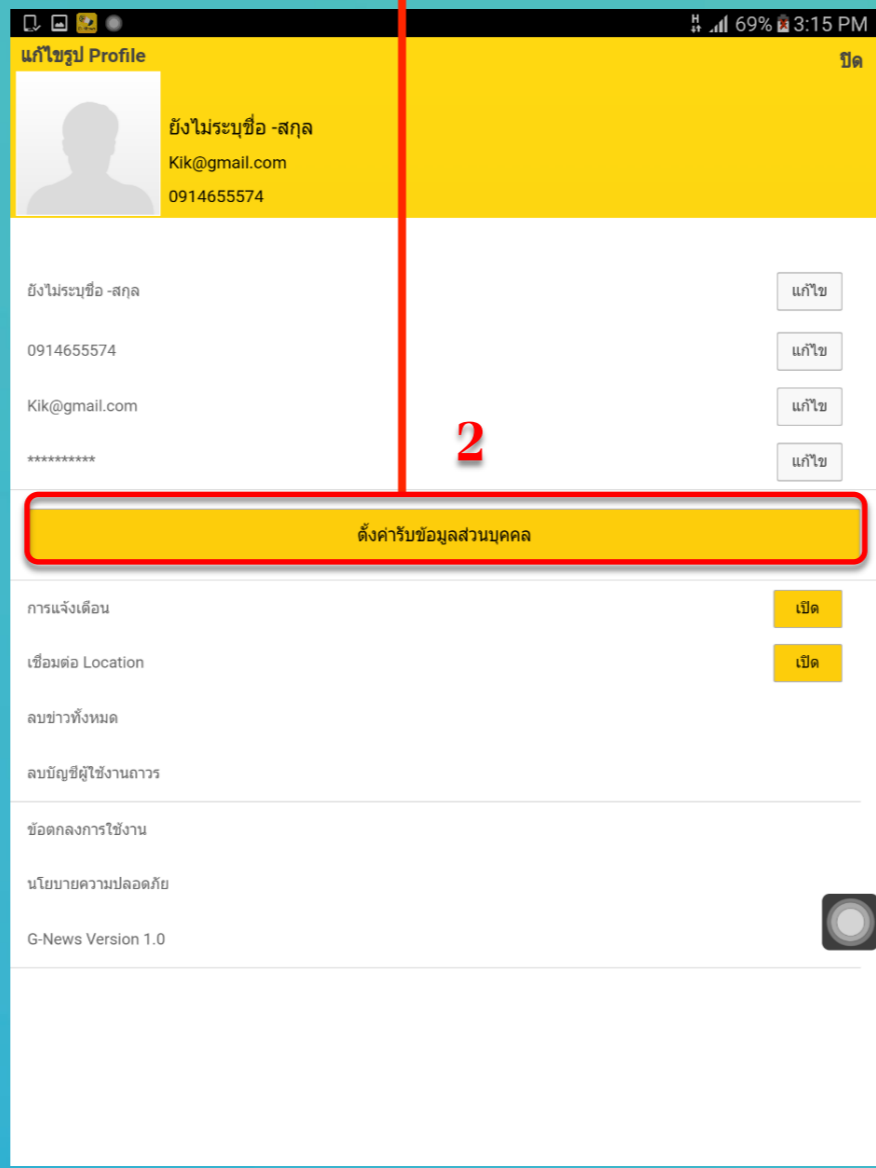 69% 3:15 PM
แก้ไขรูป Profile
ปิด
ยังไม่ระบุชื่อ -สกุล
Kik@gmail.com
0914655574
ยังไม่ระบุชื่อ -สกุล
แก้ไข
0914655574
แก้ไข
Kik@gmail.com
แก้ไข
**********
แก้ไข
2
ตั้งค่ารับข้อมูลส่วนบุคคล
การแจ้งเตือน
เปิด
เชื่อมต่อ Location
เปิด
ลบข่าวทั้งหมด
ลบบัญชีผู้ใช้งานถาวร
ข้อตกลงการใช้งาน
นโยบายความปลอดภัย
G-News Version 1.0